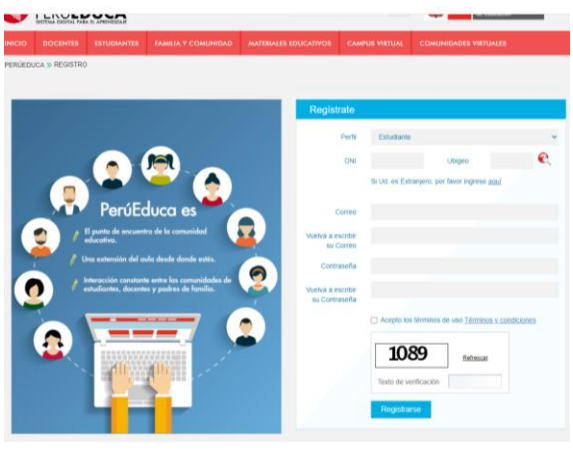 PERÚEDUCA
SISTEMA DIGITAL PARA EL APRENDIZAJE
INICIO DOCENTES ESTUDIANTES FAMILIA Y COMUNIDAD MATERIALES EDUCATIVOS CAMPUS VIRTUAL COMUNIDADES VIRTUALES
PERÚEDUCA » REGISTRO
PerúEduca es
El punto de encuentro de la comunidad
educativa.
Una extensión del aula desde donde estés.
Interacción constante entre las comunidades de
estudiantes, docentes y padres de familia.
Regístrate
Perfil Estudiante
DNI Ubigeo
Si Ud. es Extranjero, por favor ingrese aquí
Correo
Vuelva a escribir
su Correo
Contraseña
Vuelva a escribir
su Contraseña
Acepto los términos de uso Términos y condiciones
1089 Refrescar
Texto de verificación
Registrarse